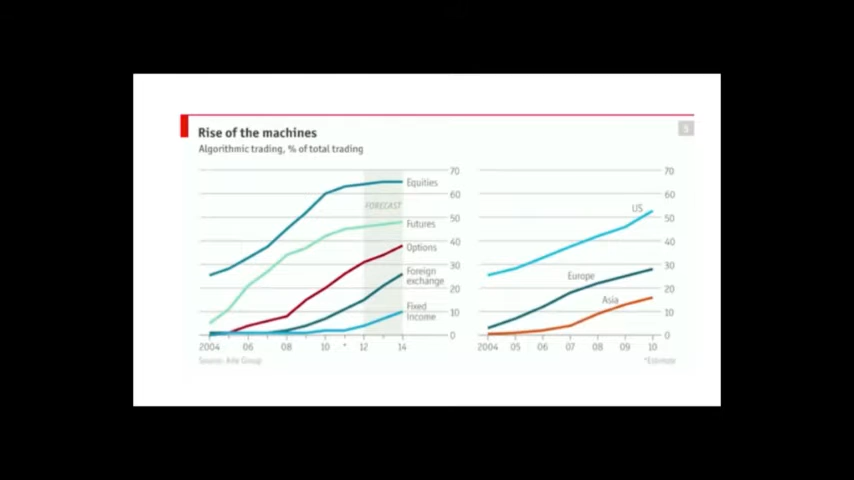 Rise of the machines
5
Algorithmic trading, % of total trading
70
60
50
40
30
20
10
0
Equities
FORECAST
Futures
Options
Foreign
exchange
Fixed
Income
2004 06 08 10 * 12 14
Source: Aite Group
70
60
50
40
30
20
10
0
US
Europe
Asia
2004 05 06 07 08 09 10
*Estimate